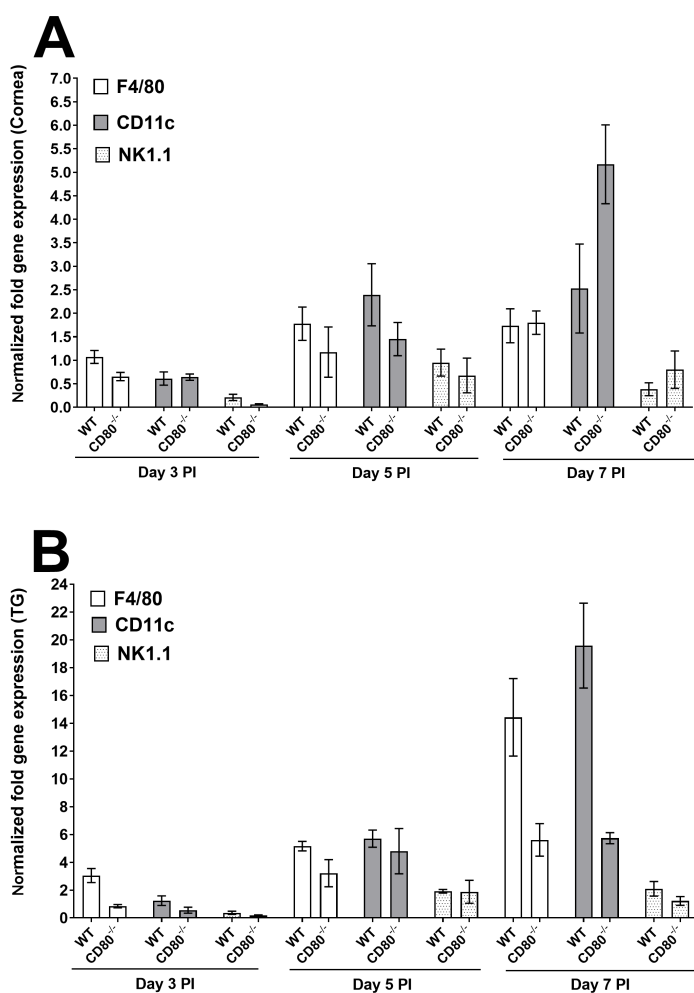 A
Normalized fold gene expression (Cornea)
7.0
6.5
6.0
5.5
5.0
4.5
4.0
3.5
3.0
2.5
2.0
1.5
1.0
0.5
0.0
F4/80
CD11c
NK1.1
WT CD80-/- WT CD80-/- WT CD80-/- WT CD80-/- WT CD80-/- WT CD80-/- WT CD80-/- WT CD80-/- WT CD80-/-
Day 3 PI Day 5 PI Day 7 PI
B
Normalized fold gene expression (TG)
24
22
20
18
16
14
12
10
8
6
4
2
0
F4/80
CD11c
NK1.1
WT CD80-/- WT CD80-/- WT CD80-/- WT CD80-/- WT CD80-/- WT CD80-/- WT CD80-/- WT CD80-/- WT CD80-/-
Day 3 PI Day 5 PI Day 7 PI